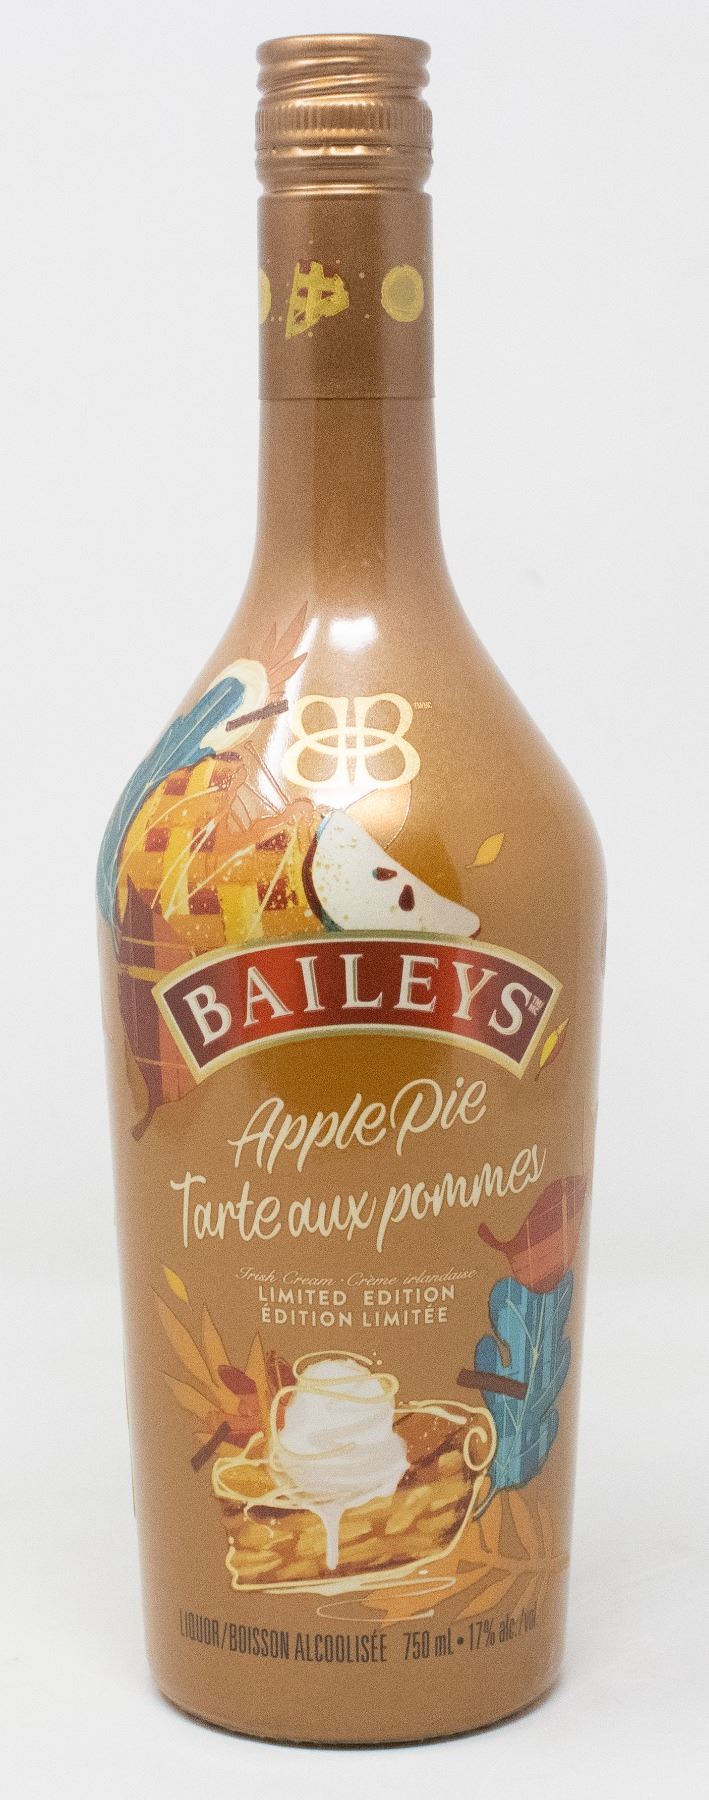 BAILEYS
Apple Pie
Tarte aux pommes
Irish Cream · Crème irlandaise
LIMITED EDITION
ÉDITION LIMITÉE
LIQUOR/BOISSON ALCOOLISÉE 750 mL • 17% alc./vol.